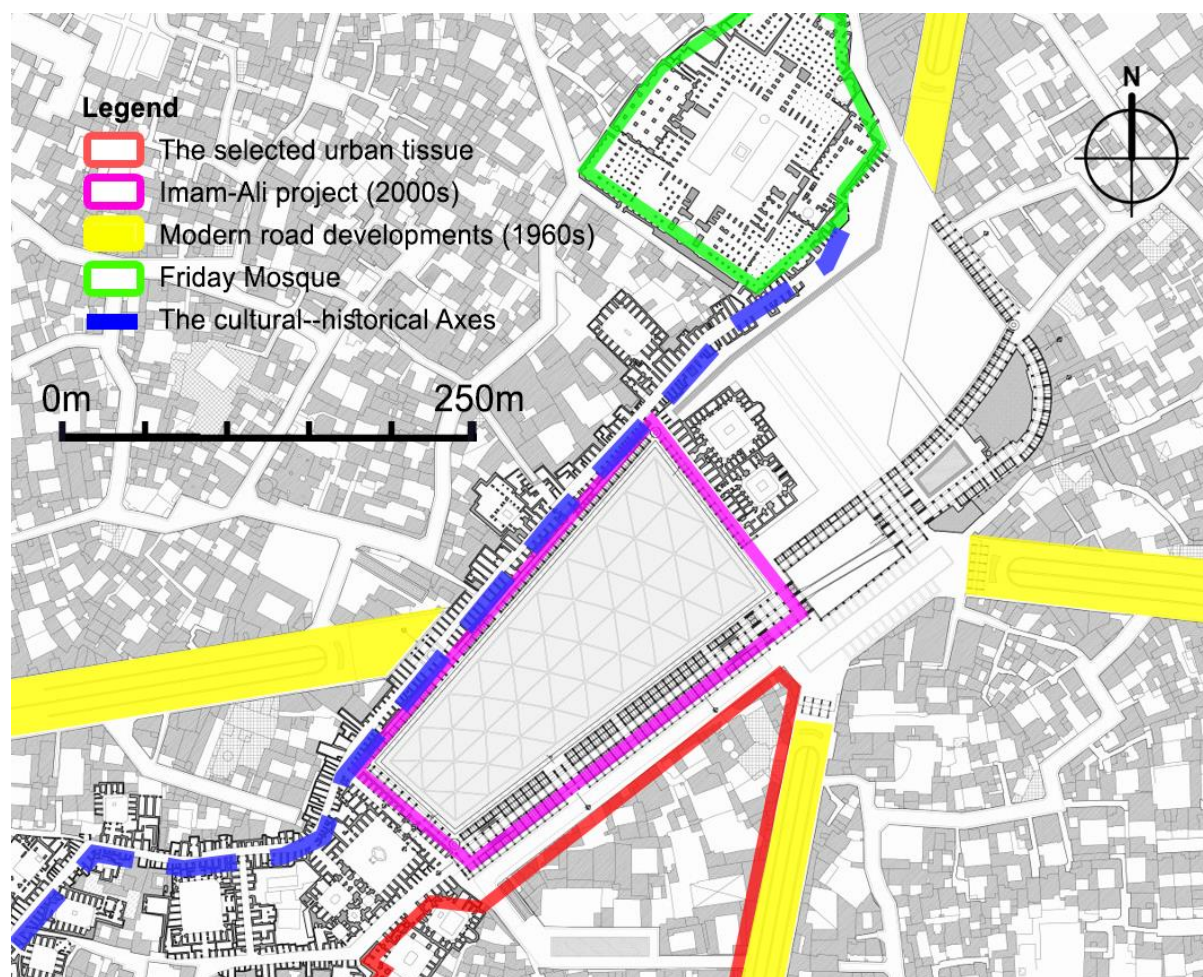 N
Legend
The selected urban tissue
Imam-Ali project (2000s)
Modern road developments (1960s)
Friday Mosque
The cultural--historical Axes
0m 250m